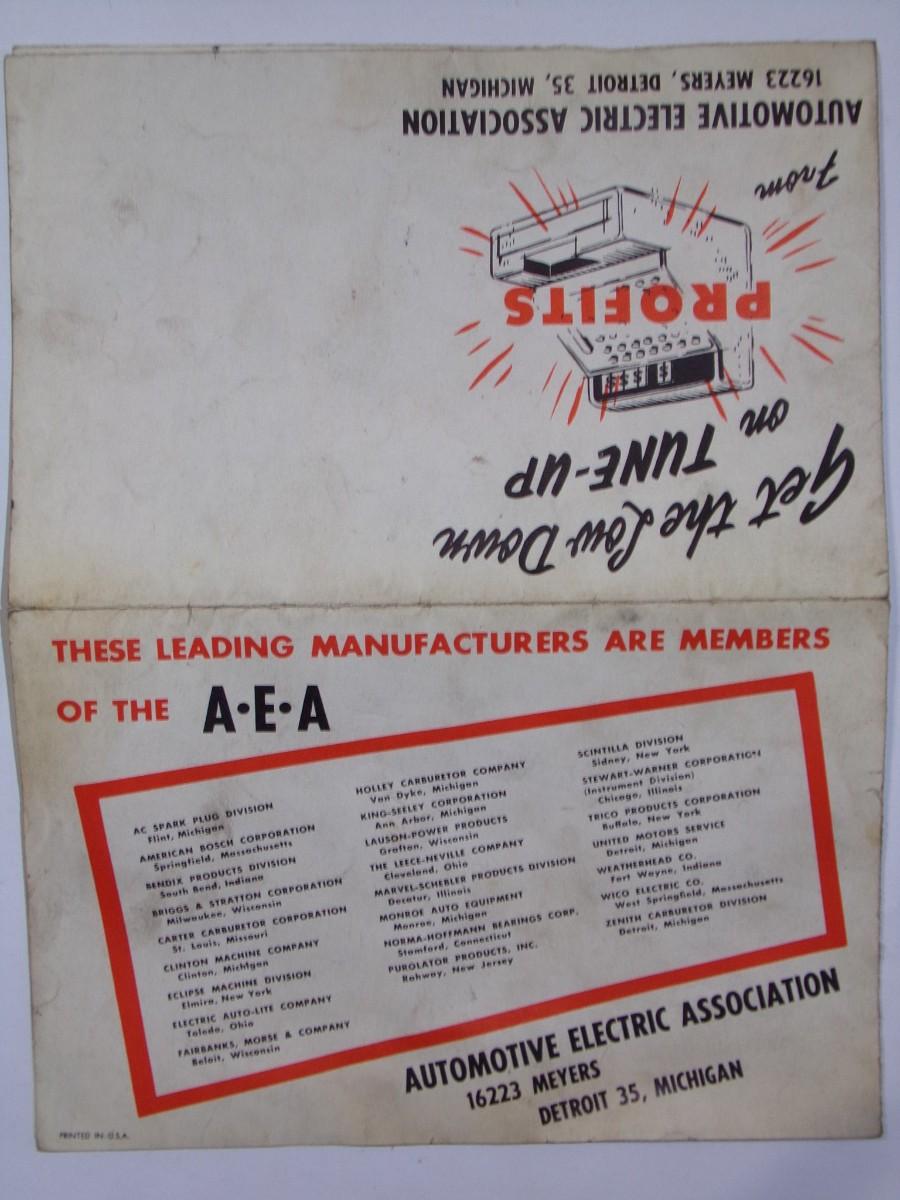 Get the Low Down
on TUNE-UP
PROFITS
From
AUTOMOTIVE ELECTRIC ASSOCIATION
16223 MEYERS, DETROIT 35, MICHIGAN
THESE LEADING MANUFACTURERS ARE MEMBERS
OF THE A•E•A
AC SPARK PLUG DIVISION
Flint, Michigan
AMERICAN BOSCH CORPORATION
Springfield, Massachusetts
BENDIX PRODUCTS DIVISION
South Bend, Indiana
BRIGGS & STRATTON CORPORATION
Milwaukee, Wisconsin
CARTER CARBURETOR CORPORATION
St. Louis, Missouri
CLINTON MACHINE COMPANY
Clinton, Michigan
ECLIPSE MACHINE DIVISION
Elmira, New York
ELECTRIC AUTO-LITE COMPANY
Toledo, Ohio
FAIRBANKS, MORSE & COMPANY
Beloit, Wisconsin
HOLLEY CARBURETOR COMPANY
Van Dyke, Michigan
KING-SEELEY CORPORATION
Ann Arbor, Michigan
LAUSON-POWER PRODUCTS
Grafton, Wisconsin
THE LEECE-NEVILLE COMPANY
Cleveland, Ohio
MARVEL-SCHEBLER PRODUCTS DIVISION
Decatur, Illinois
MONROE AUTO EQUIPMENT
Monroe, Michigan
NORMA-HOFFMANN BEARINGS CORP.
Stamford, Connecticut
PUROLATOR PRODUCTS, INC.
Rahway, New Jersey
SCINTILLA DIVISION
Sidney, New York
STEWART-WARNER CORPORATION
(Instrument Division)
Chicago, Illinois
TRICO PRODUCTS CORPORATION
Buffalo, New York
UNITED MOTORS SERVICE
Detroit, Michigan
WEATHERHEAD CO.
Fort Wayne, Indiana
WICO ELECTRIC CO.
West Springfield, Massachusetts
ZENITH CARBURETOR DIVISION
Detroit, Michigan
AUTOMOTIVE ELECTRIC ASSOCIATION
16223 MEYERS
DETROIT 35, MICHIGAN
PRINTED IN U.S.A.